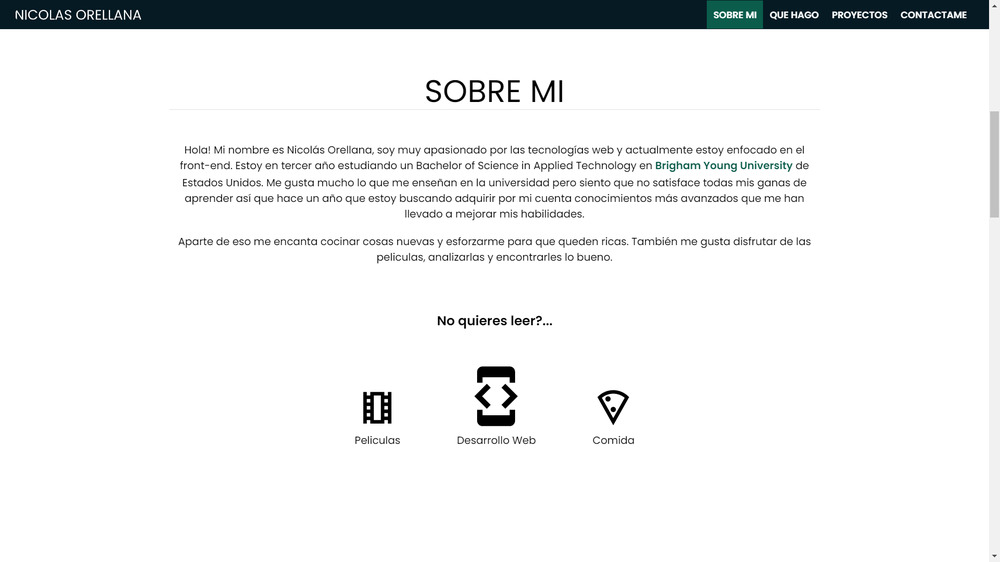 NICOLAS ORELLANA
SOBRE MI
QUE HAGO
PROYECTOS
CONTACTAME
SOBRE MI
Hola! Mi nombre es Nicolás Orellana, soy muy apasionado por las tecnologías web y actualmente estoy enfocado en el
front-end. Estoy en tercer año estudiando un Bachelor of Science in Applied Technology en Brigham Young University de
Estados Unidos. Me gusta mucho lo que me enseñan en la universidad pero siento que no satisface todas mis ganas de
aprender así que hace un año que estoy buscando adquirir por mi cuenta conocimientos más avanzados que me han
llevado a mejorar mis habilidades.
Aparte de eso me encanta cocinar cosas nuevas y esforzarme para que queden ricas. También me gusta disfrutar de las
peliculas, analizarlas y encontrarles lo bueno.
No quieres leer?...
Peliculas
Desarrollo Web
Comida